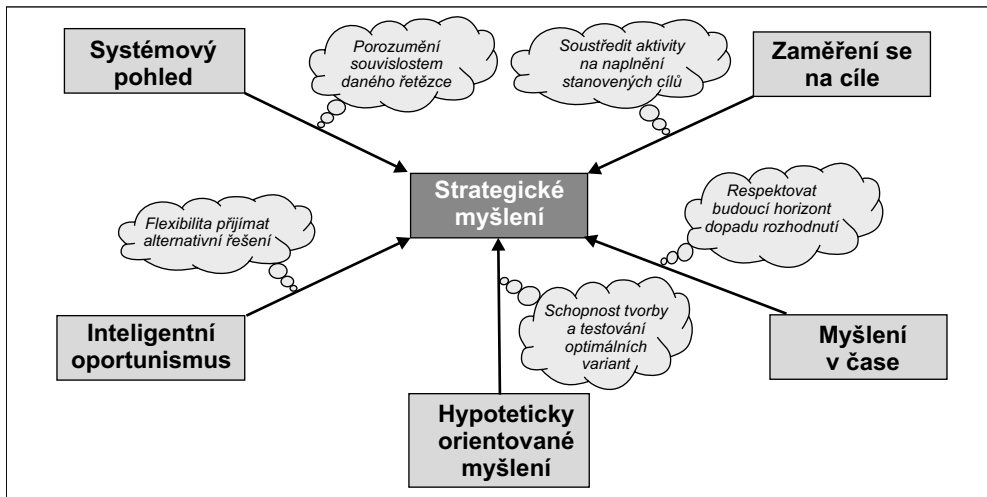 Systémový
pohled
Porozumění
souvislostem
daného řetězce
Soustředit aktivity
na naplnění
stanovených cílů
Zaměření se
na cíle
Strategické
myšlení
Flexibilita přijímat
alternativní řešení
Respektovat
budoucí horizont
dopadu rozhodnutí
Inteligentní
oportunismus
Schopnost tvorby
a testování
optimálních
variant
Myšlení
v čase
Hypoteticky
orientované
myšlení